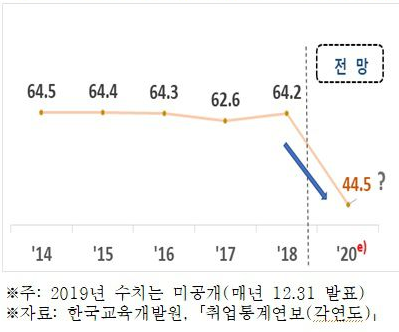 전 망
64.5 64.4 64.3 62.6 64.2
44.5 ?
'14 '15 '16 '17 '18 '20e)
※주: 2019년 수치는 미공개(매년 12.31 발표)
※자료: 한국교육개발원, 「취업통계연보(각연도)」